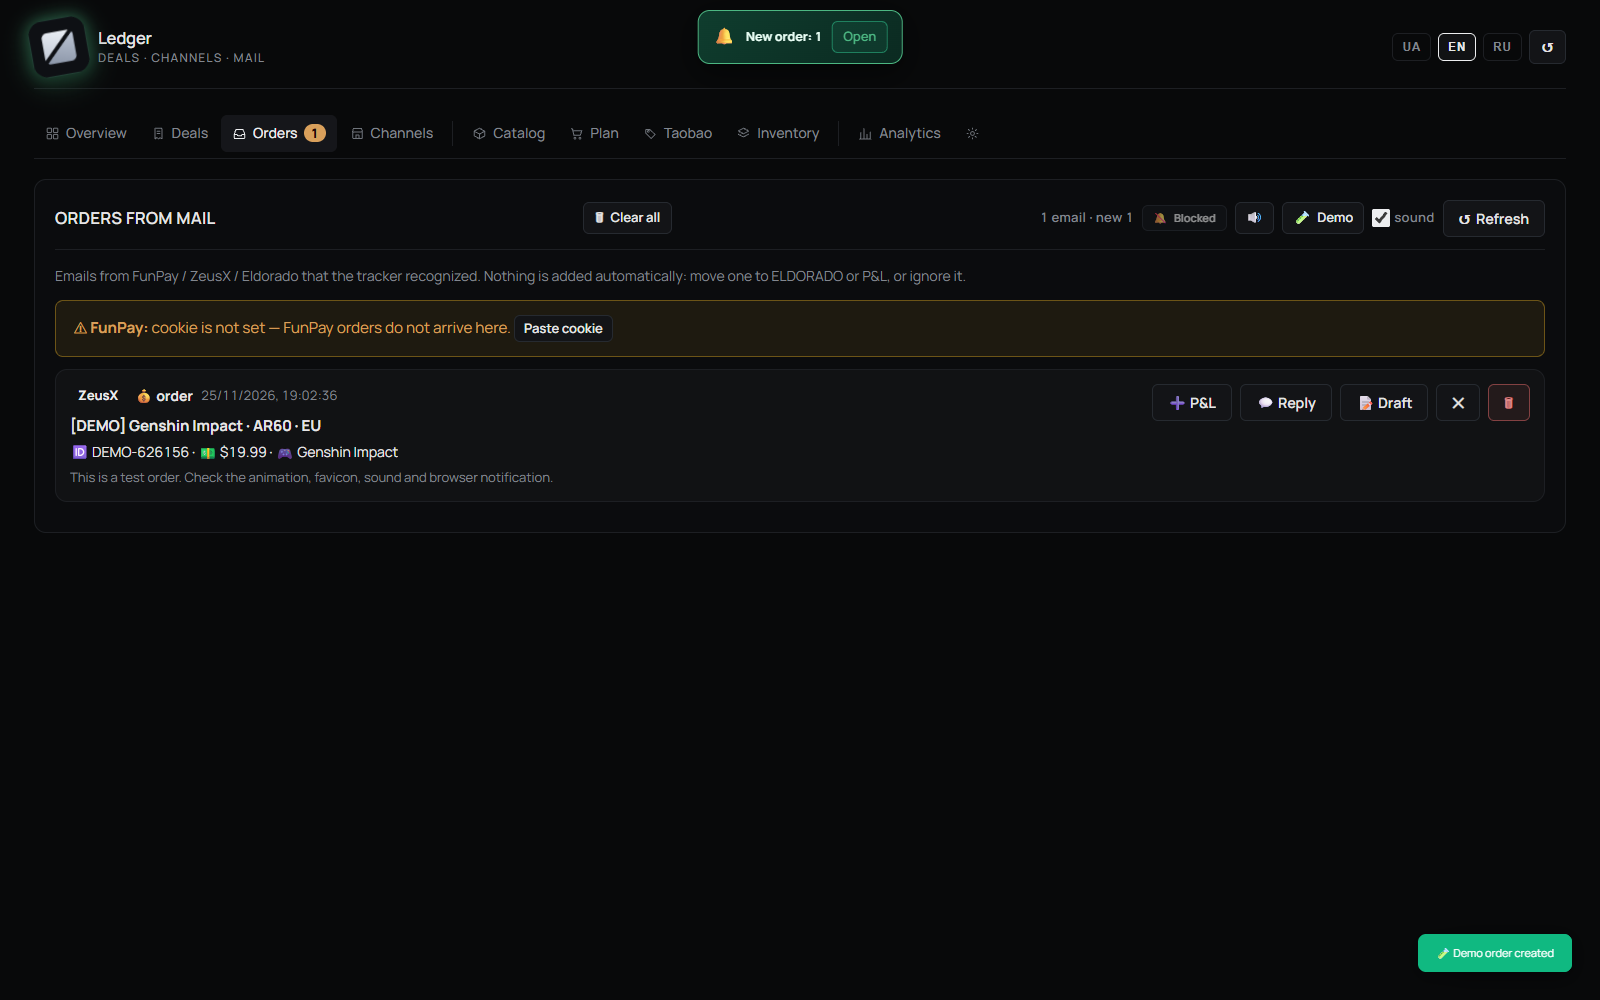 Ledger
DEALS · CHANNELS · MAIL
New order: 1 Open
UA EN RU
Overview Deals Orders 1 Channels Catalog Plan Taobao Inventory Analytics
ORDERS FROM MAIL Clear all 1 email · new 1 Blocked Demo sound Refresh
Emails from FunPay / ZeusX / Eldorado that the tracker recognized. Nothing is added automatically: move one to ELDORADO or P&L, or ignore it.
FunPay: cookie is not set — FunPay orders do not arrive here. Paste cookie
ZeusX order 25/11/2026, 19:02:36 P&L Reply Draft
[DEMO] Genshin Impact · AR60 · EU
ID DEMO-626156 · $19.99 · Genshin Impact
This is a test order. Check the animation, favicon, sound and browser notification.
Demo order created